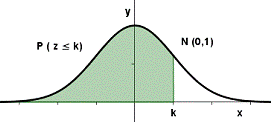 y
P ( z ≤ k)
N (0,1)
k
x